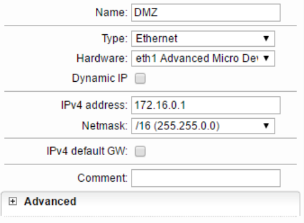 Name: DMZ
Type: Ethernet
Hardware: eth1 Advanced Micro Dev
Dynamic IP
IPv4 address: 172.16.0.1
Netmask: /16 (255.255.0.0)
IPv4 default GW:
Comment:
Advanced